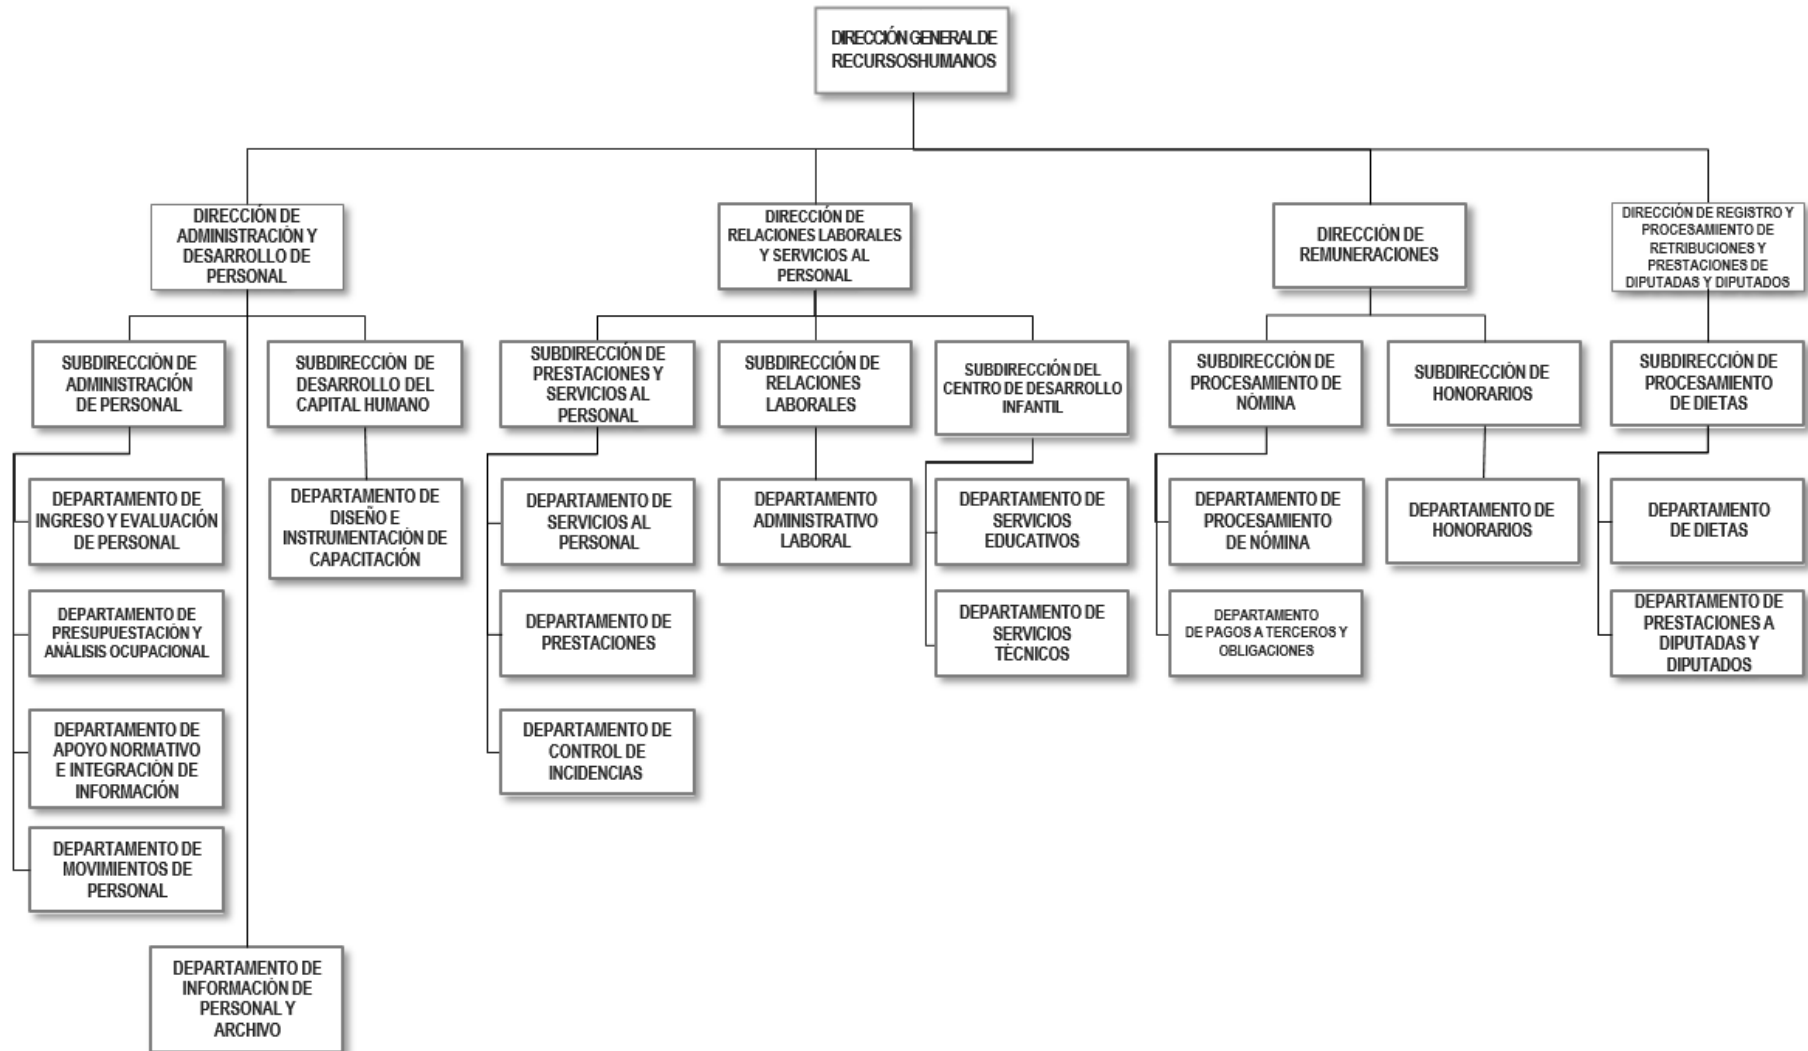 DIRECCIÓN GENERAL DE
RECURSOS HUMANOS
DIRECCIÓN DE
ADMINISTRACIÓN Y
DESARROLLO DE
PERSONAL
DIRECCIÓN DE
RELACIONES LABORALES
Y SERVICIOS AL
PERSONAL
DIRECCIÓN DE
REMUNERACIONES
DIRECCIÓN DE REGISTRO Y
PROCESAMIENTO DE
RETRIBUCIONES Y
PRESTACIONES DE
DIPUTADAS Y DIPUTADOS
SUBDIRECCIÓN DE
ADMINISTRACIÓN
DE PERSONAL
SUBDIRECCIÓN DE
DESARROLLO DEL
CAPITAL HUMANO
SUBDIRECCIÓN DE
PRESTACIONES Y
SERVICIOS AL
PERSONAL
SUBDIRECCIÓN DE
RELACIONES
LABORALES
SUBDIRECCIÓN DEL
CENTRO DE DESARROLLO
INFANTIL
SUBDIRECCIÓN DE
PROCESAMIENTO DE
NÓMINA
SUBDIRECCIÓN DE
HONORARIOS
SUBDIRECCIÓN DE
PROCESAMIENTO
DE DIETAS
DEPARTAMENTO DE
INGRESO Y EVALUACIÓN
DE PERSONAL
DEPARTAMENTO DE
DISEÑO E
INSTRUMENTACIÓN DE
CAPACITACIÓN
DEPARTAMENTO DE
SERVICIOS AL
PERSONAL
DEPARTAMENTO
ADMINISTRATIVO
LABORAL
DEPARTAMENTO DE
SERVICIOS
EDUCATIVOS
DEPARTAMENTO DE
PROCESAMIENTO
DE NÓMINA
DEPARTAMENTO DE
HONORARIOS
DEPARTAMENTO
DE DIETAS
DEPARTAMENTO DE
PRESUPUESTACIÓN Y
ANÁLISIS OCUPACIONAL
DEPARTAMENTO DE
PRESTACIONES
DEPARTAMENTO DE
SERVICIOS
TÉCNICOS
DEPARTAMENTO
DE PAGOS A TERCEROS Y
OBLIGACIONES
DEPARTAMENTO DE
PRESTACIONES A
DIPUTADAS Y
DIPUTADOS
DEPARTAMENTO DE
APOYO NORMATIVO
E INTEGRACIÓN DE
INFORMACIÓN
DEPARTAMENTO DE
CONTROL DE
INCIDENCIAS
DEPARTAMENTO DE
MOVIMIENTOS DE
PERSONAL
DEPARTAMENTO DE
INFORMACIÓN DE
PERSONAL Y
ARCHIVO